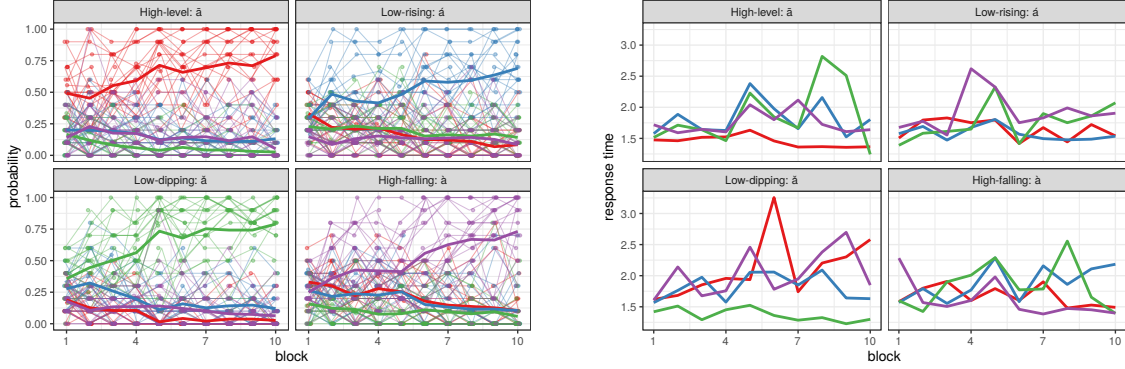 High-level: ā
Low-rising: á
1.00
0.75
0.50
0.25
0.00
Low-dipping: ǎ
High-falling: à
1.00
0.75
0.50
0.25
0.00
1 4 7 10
1 4 7 10
probability
block
High-level: ā
Low-rising: á
3.0
2.5
2.0
1.5
Low-dipping: ǎ
High-falling: à
3.0
2.5
2.0
1.5
1 4 7 10
1 4 7 10
response time
block